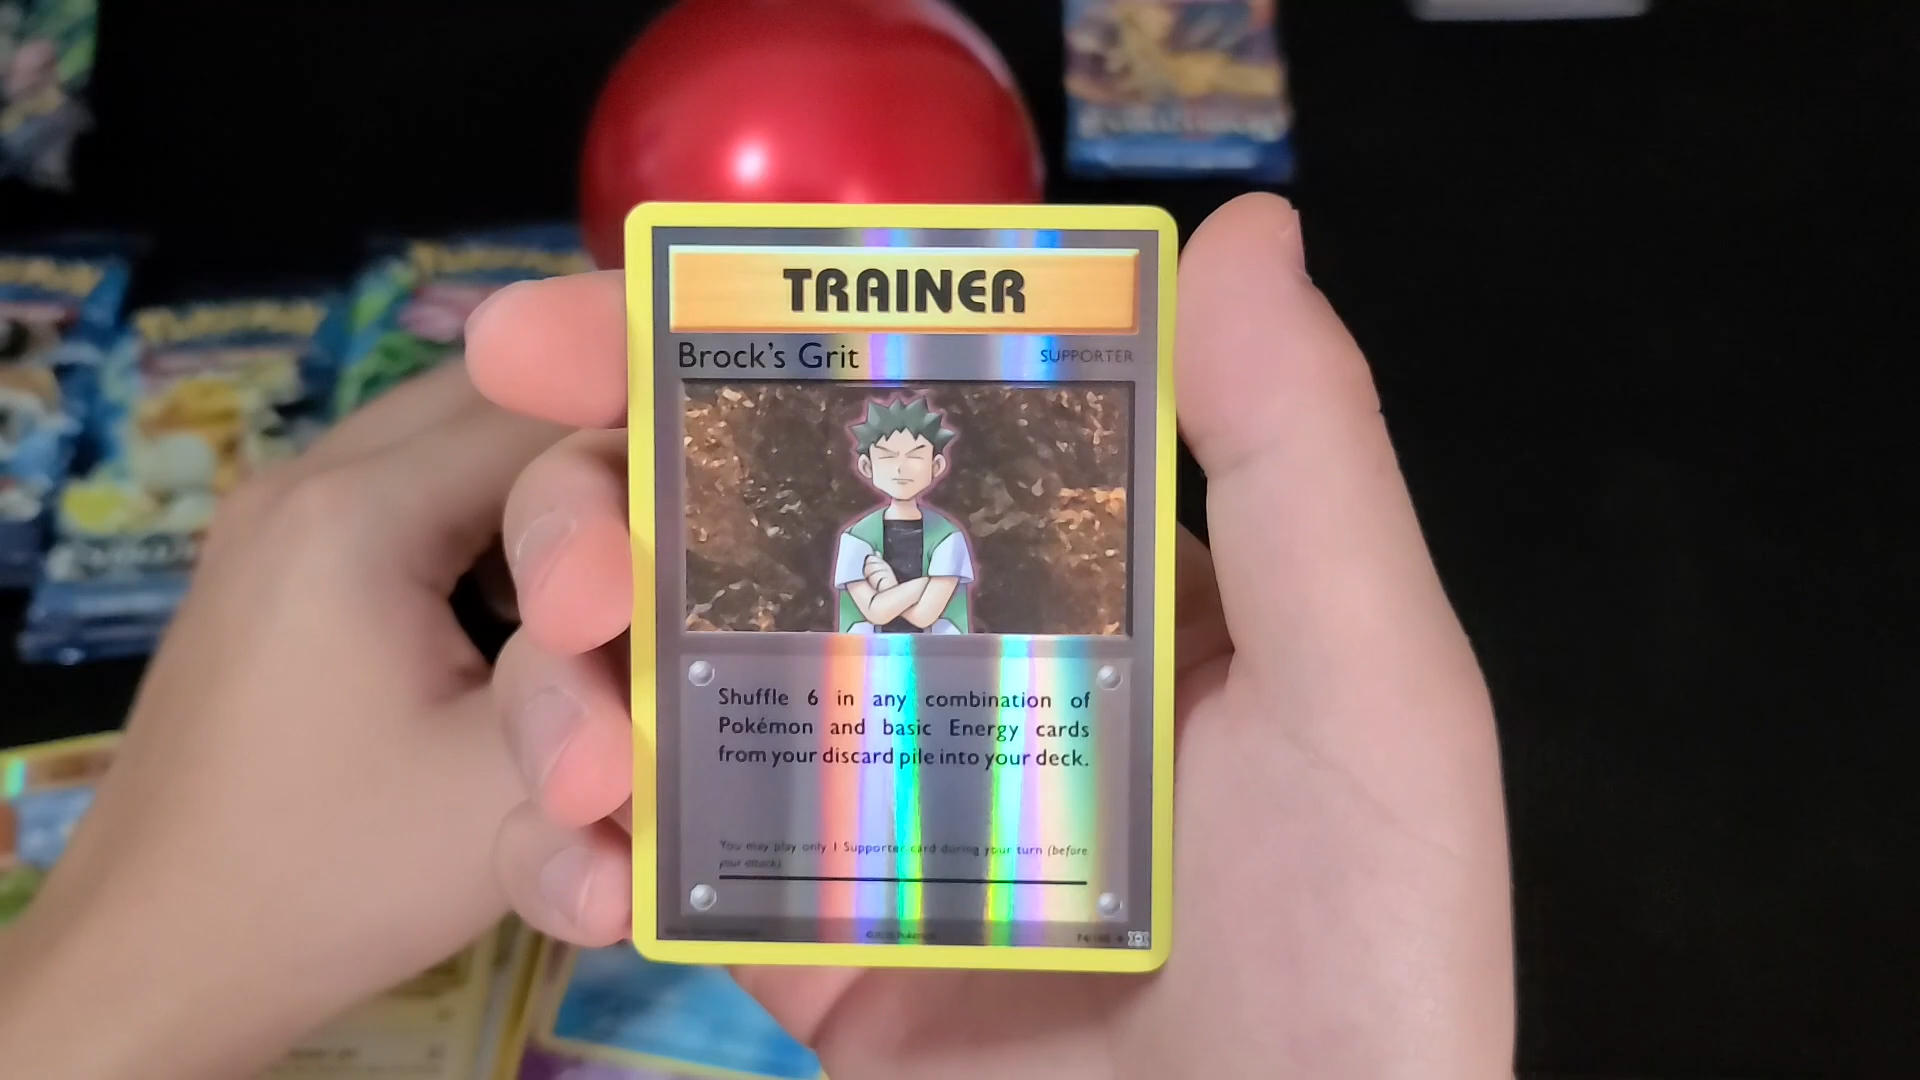 TRAINER
Brock's Grit
SUPPORTER
Shuffle 6 in any combination of
Pokémon and basic Energy cards
from your discard pile into your deck.
You may play only 1 Supporter card during your turn (before
your attack).